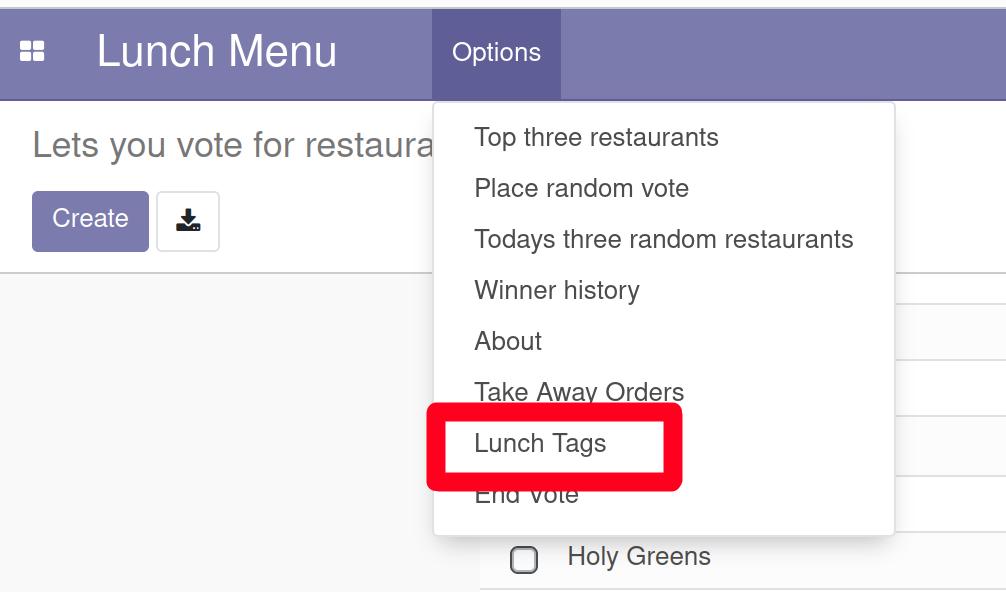 Lunch Menu
Options
Lets you vote for restaura
Create
Top three restaurants
Place random vote
Todays three random restaurants
Winner history
About
Take Away Orders
Lunch Tags
End Vote
Holy Greens